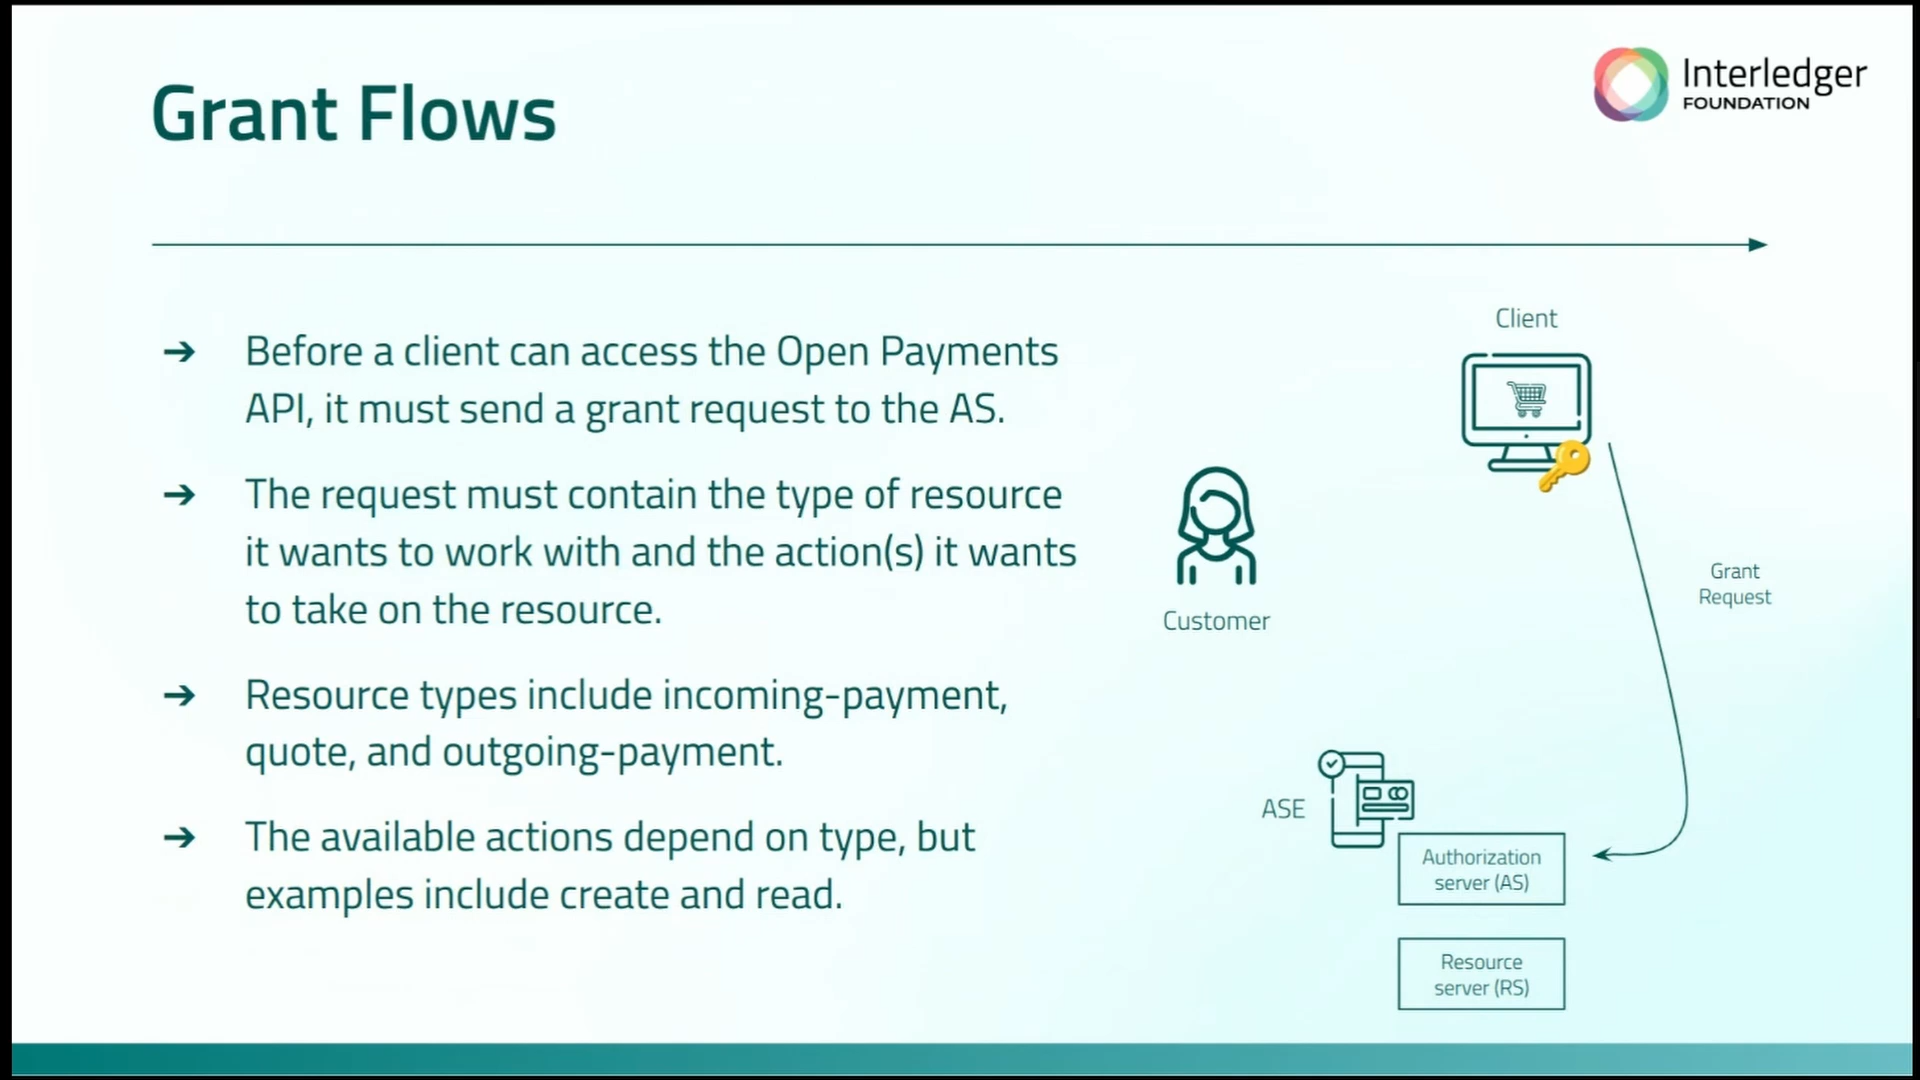 Grant Flows
Interledger
FOUNDATION
➔ Before a client can access the Open Payments
API, it must send a grant request to the AS.
➔ The request must contain the type of resource
it wants to work with and the action(s) it wants
to take on the resource.
➔ Resource types include incoming-payment,
quote, and outgoing-payment.
➔ The available actions depend on type, but
examples include create and read.
Client
Customer
Grant
Request
ASE
Authorization
server (AS)
Resource
server (RS)